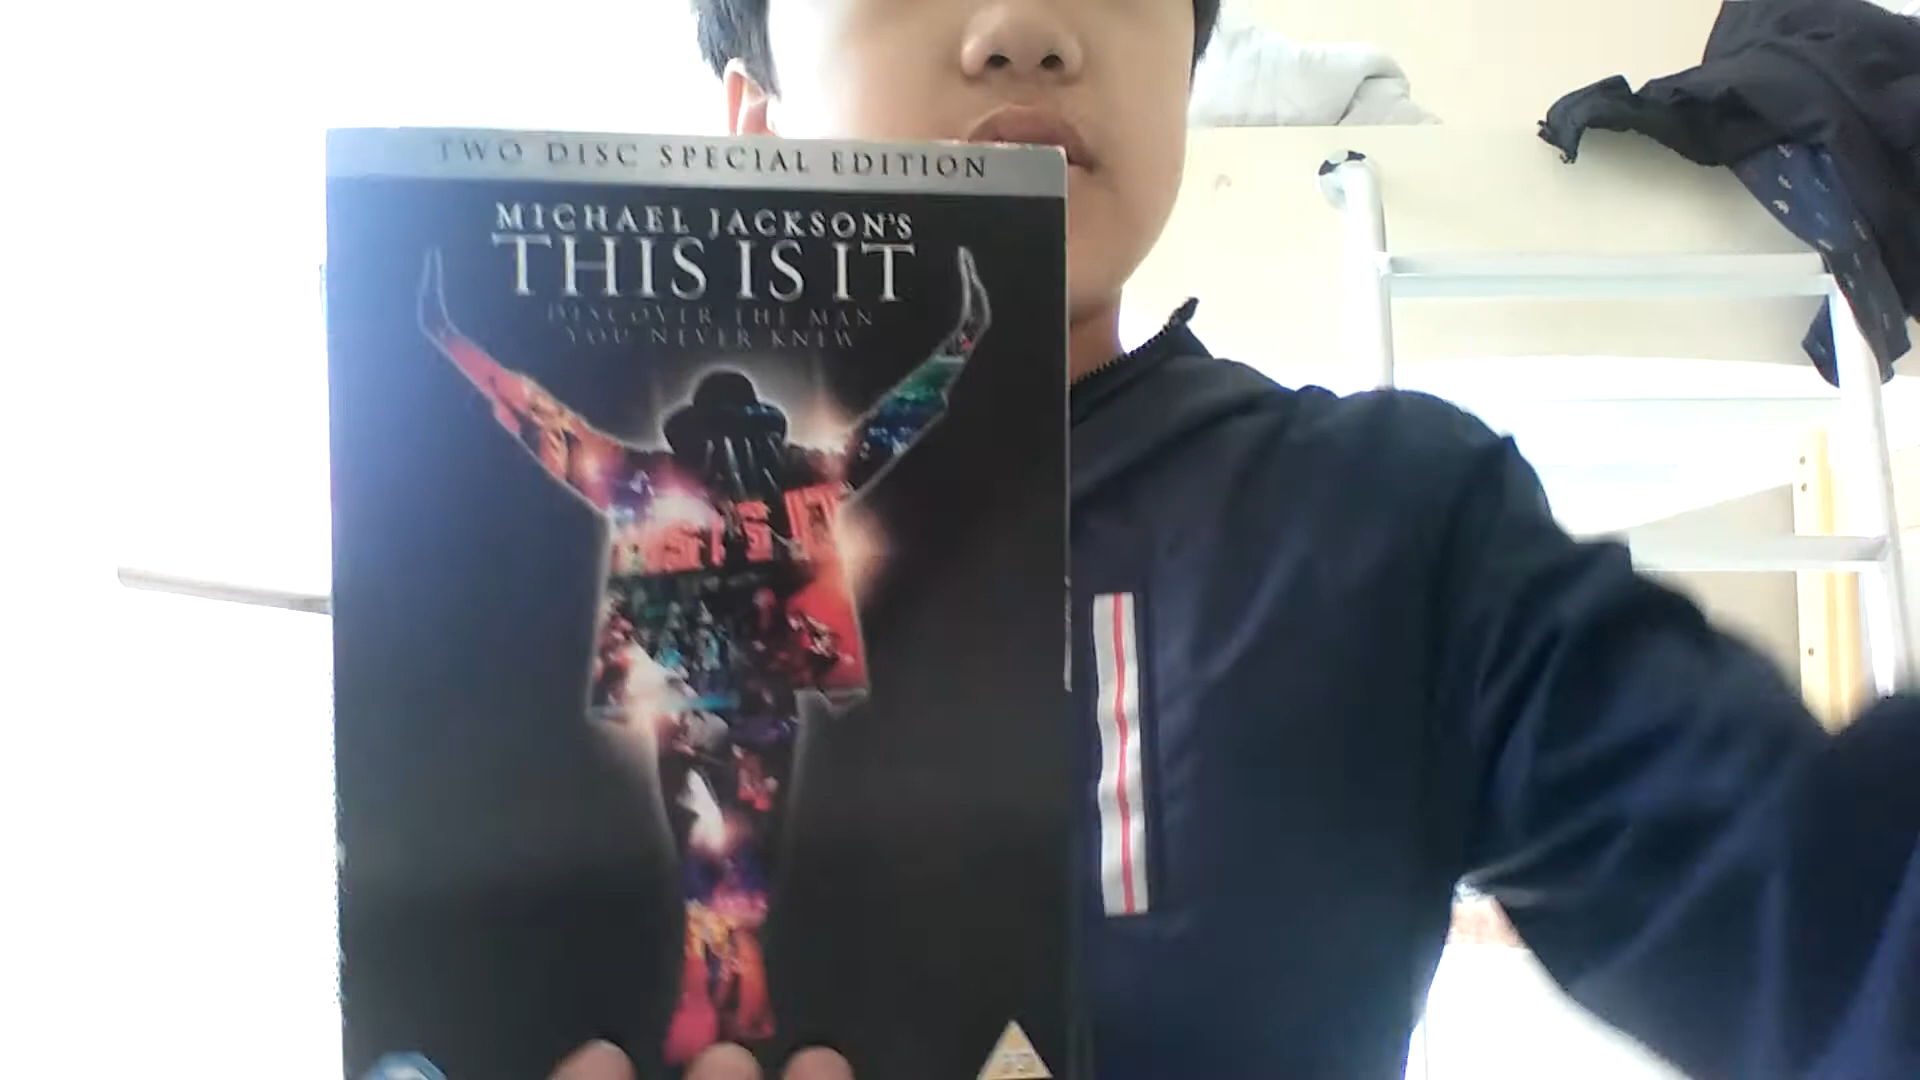 TWO DISC SPECIAL EDITION
MICHAEL JACKSON'S
THIS IS IT
DISCOVER THE MAN
YOU NEVER KNEW